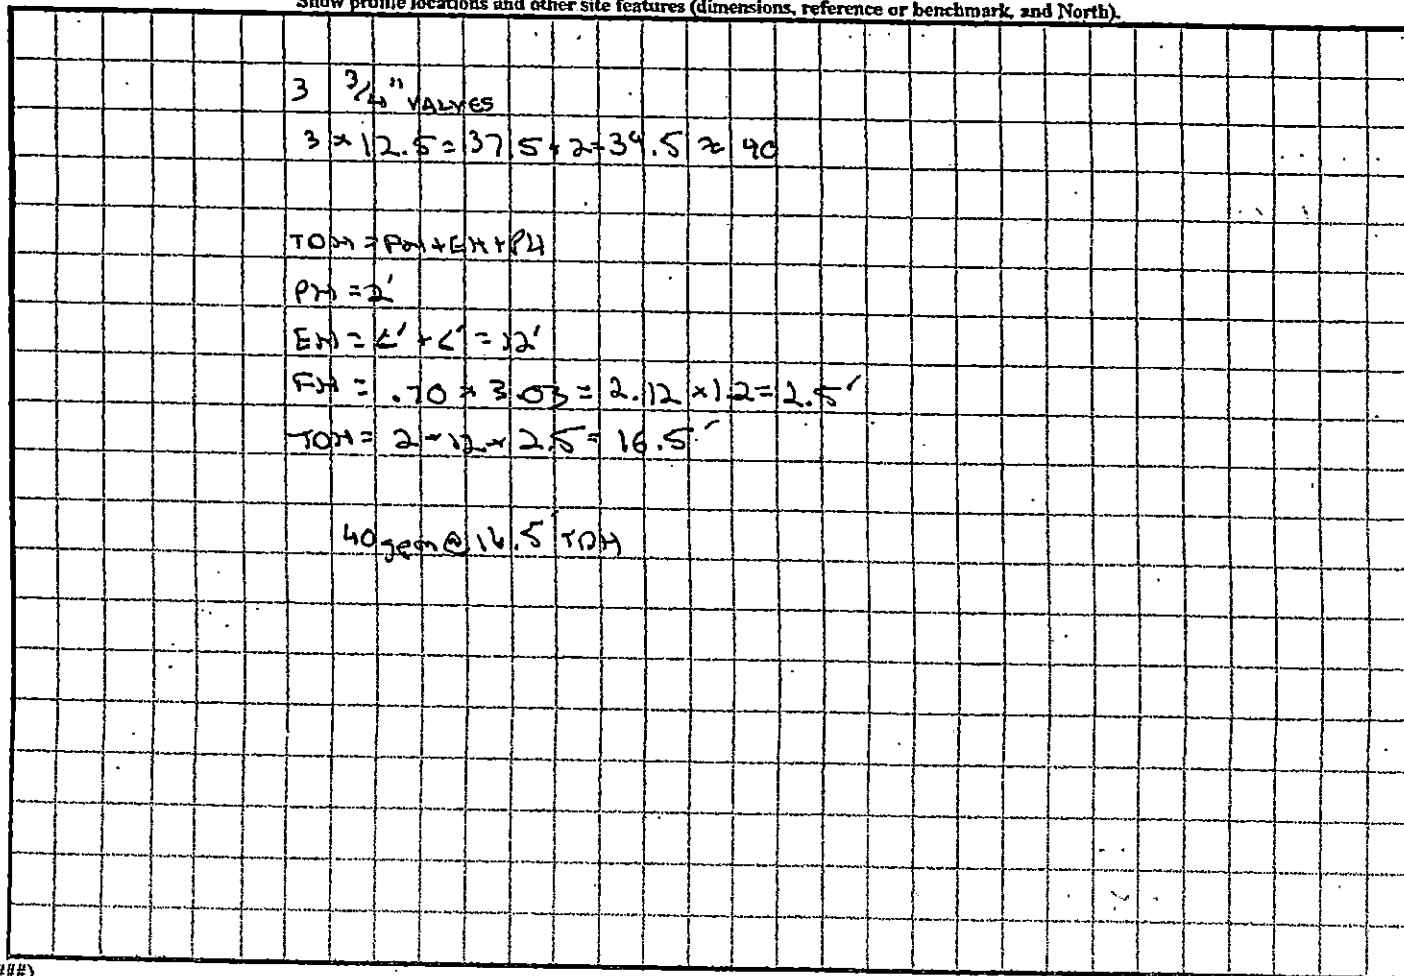 Show profile locations and other site features (dimensions, reference or benchmark, and North).
3 3/4" VALVES
3 × 12.5 = 37.5 + 2 = 39.5 ≈ 40
TDH = FH + EH + PH
PH = 2'
EH = 6' + 6' = 12'
FH = .70 × 3.03 = 2.12 × 1.2 = 2.5'
TDH = 2 + 12 + 2.5 = 16.5'
40 gpm @ 16.5' TDH
###)